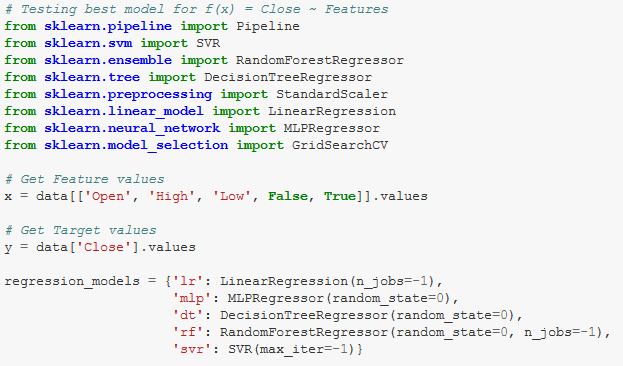 # Testing best model for f(x) = Close ~ Features
from sklearn.pipeline import Pipeline
from sklearn.svm import SVR
from sklearn.ensemble import RandomForestRegressor
from sklearn.tree import DecisionTreeRegressor
from sklearn.preprocessing import StandardScaler
from sklearn.linear_model import LinearRegression
from sklearn.neural_network import MLPRegressor
from sklearn.model_selection import GridSearchCV

# Get Feature values
x = data[['Open', 'High', 'Low', False, True]].values

# Get Target values
y = data['Close'].values

regression_models = {'lr': LinearRegression(n_jobs=-1),
                     'mlp': MLPRegressor(random_state=0),
                     'dt': DecisionTreeRegressor(random_state=0),
                     'rf': RandomForestRegressor(random_state=0, n_jobs=-1),
                     'svr': SVR(max_iter=-1)}